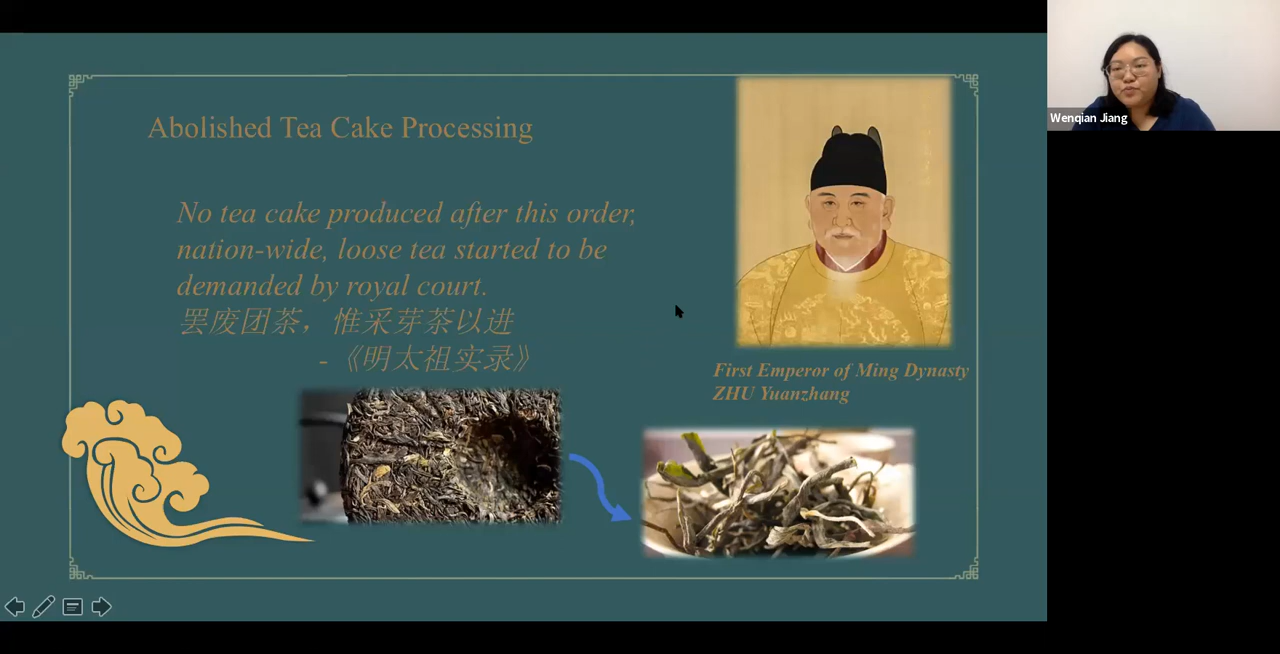 Abolished Tea Cake Processing
No tea cake produced after this order,
nation-wide, loose tea started to be
demanded by royal court.
罢废团茶，惟采芽茶以进
-《明太祖实录》
First Emperor of Ming Dynasty
ZHU Yuanzhang
Wenqian Jiang